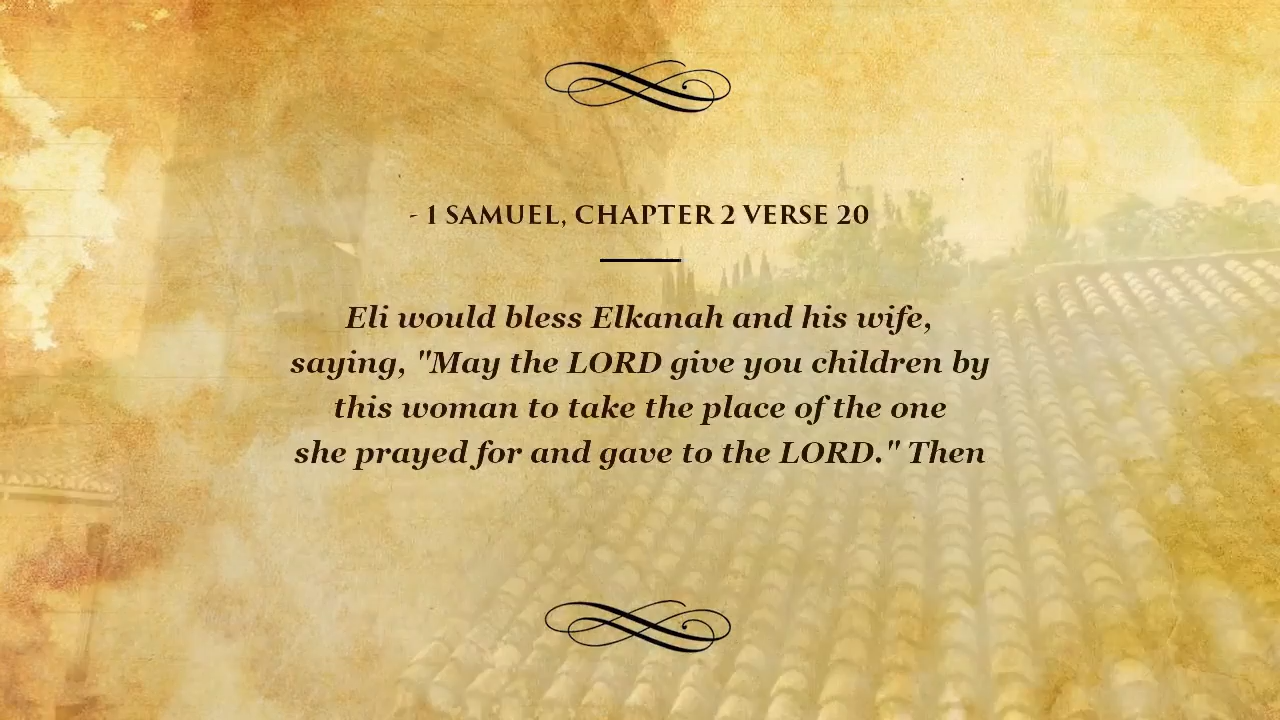 - 1 SAMUEL, CHAPTER 2 VERSE 20
Eli would bless Elkanah and his wife,
saying, "May the LORD give you children by
this woman to take the place of the one
she prayed for and gave to the LORD." Then